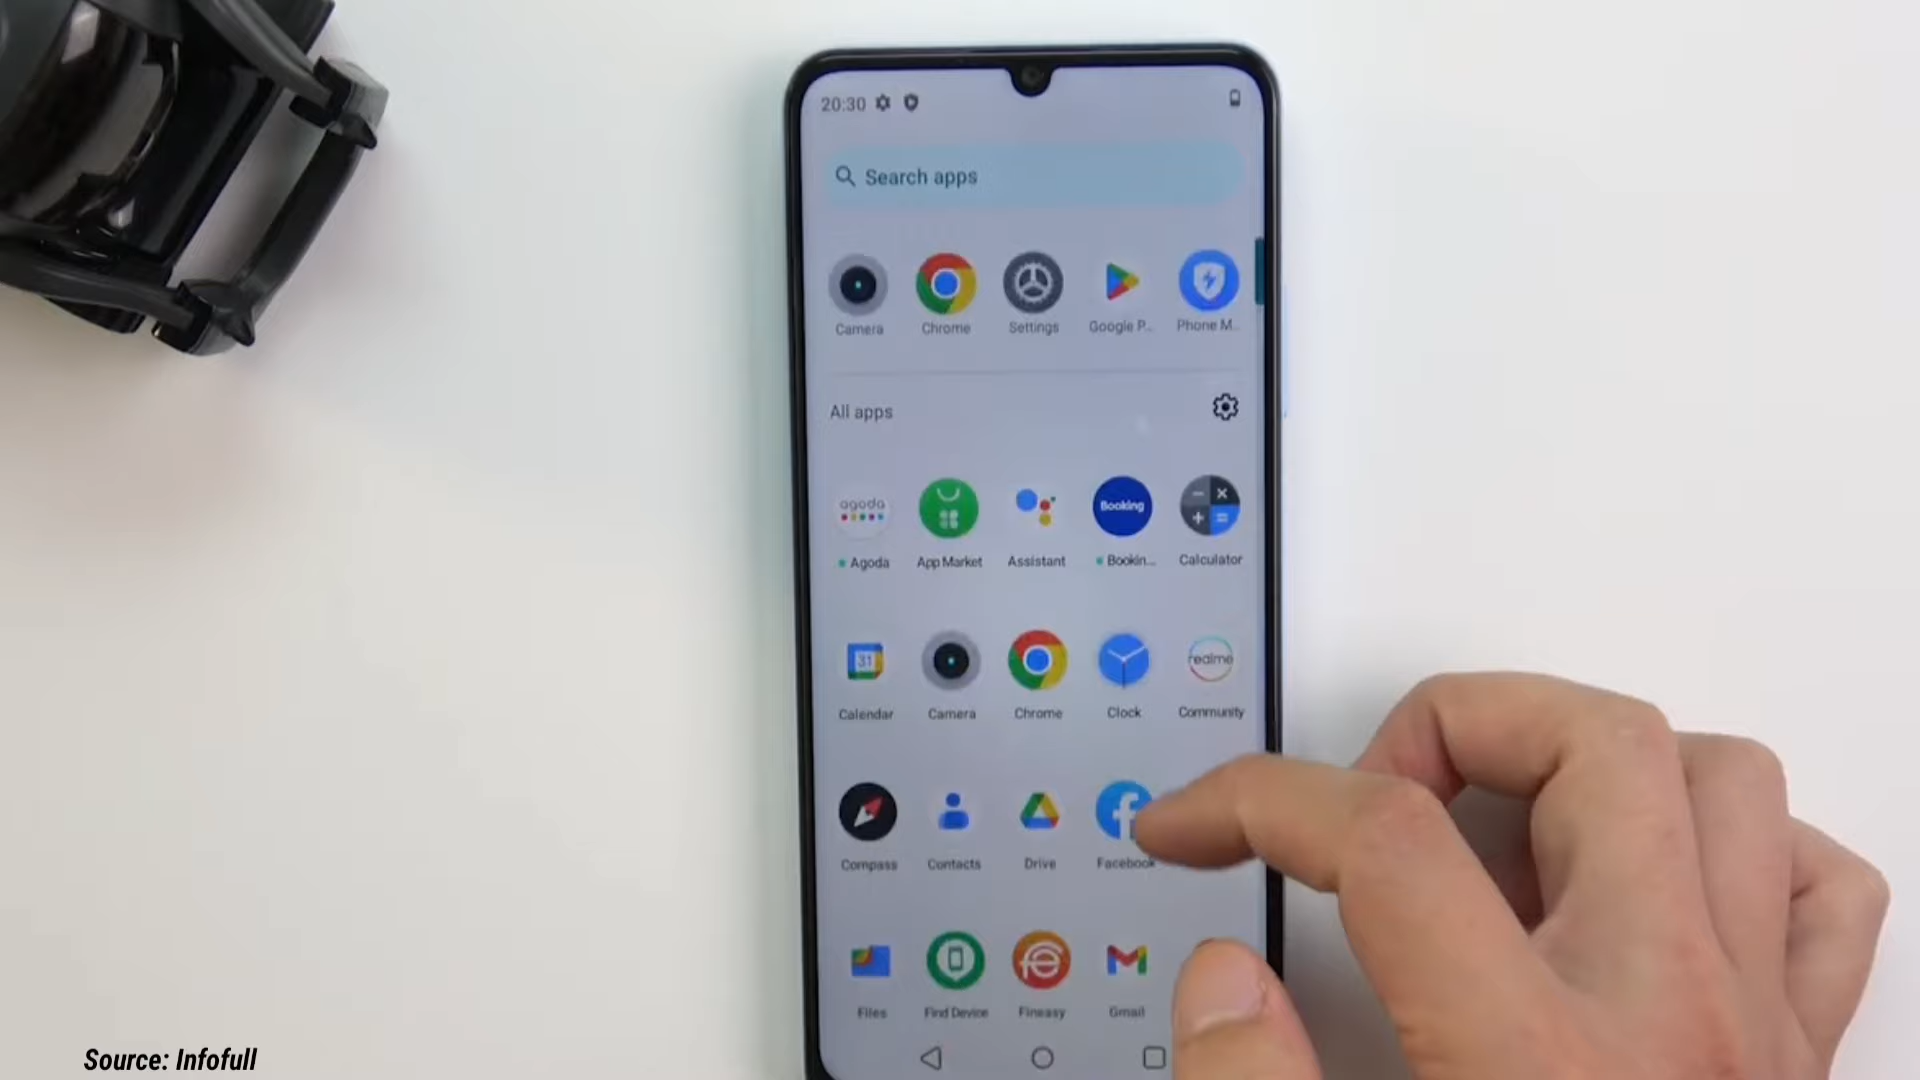 20:30
Search apps
Camera Chrome Settings Google P... Phone M...
All apps
agoda Booking
Agoda App Market Assistant Bookin... Calculator
31 realme
Calendar Camera Chrome Clock Community
Compass Contacts Drive Facebook
Files Find Device Fineasy Gmail
Source: Infofull